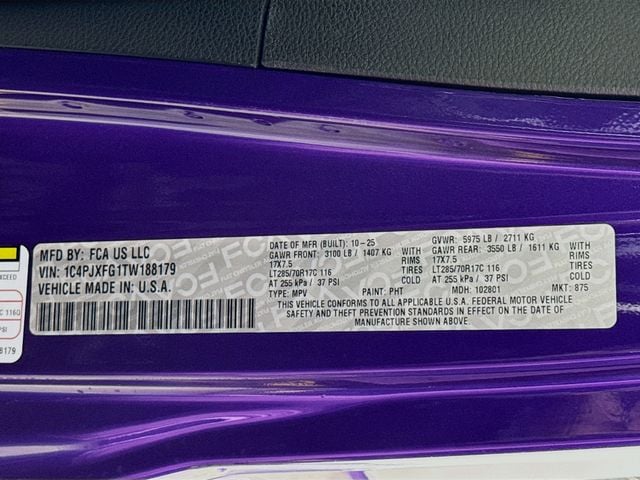 MFD BY: FCA US LLC
VIN: 1C4PJXFG1TW188179
VEHICLE MADE IN: U.S.A.
DATE OF MFR (BUILT): 10-25
GAWR FRONT: 3100 LB / 1407 KG WITH
17X7.5 RIMS
LT285/70R17C 116 TIRES
AT 255 kPa / 37 PSI COLD
TYPE: MPV PAINT: PHT
GVWR: 5975 LB / 2711 KG
GAWR REAR: 3550 LB / 1611 KG WITH
17X7.5 RIMS
LT285/70R17C 116 TIRES
AT 255 kPa / 37 PSI COLD
MDH: 102801 MKT: 875
THIS VEHICLE CONFORMS TO ALL APPLICABLE U.S.A. FEDERAL MOTOR VEHICLE
SAFETY AND THEFT PREVENTION STANDARDS IN EFFECT ON THE DATE OF
MANUFACTURE SHOWN ABOVE.
EXCEED
C 116Q
PSI
8179